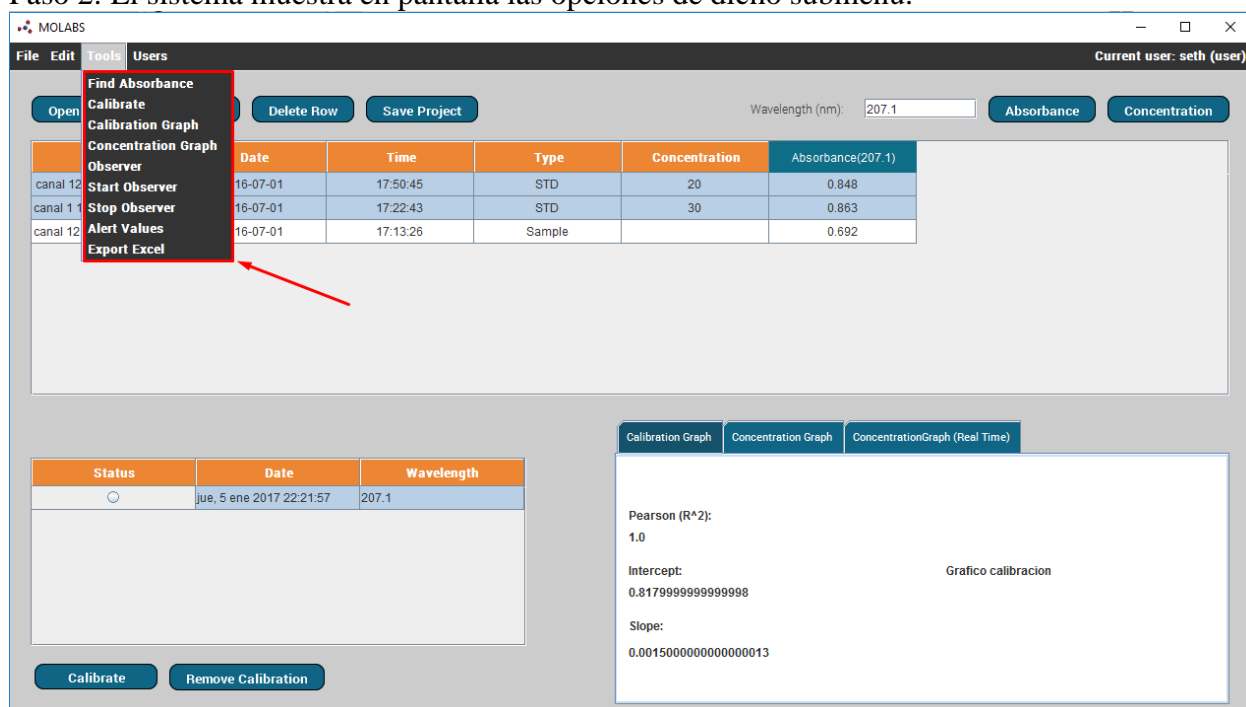 Paso 2: El sistema muestra en pantalla las opciones de dicho submenú.
MOLABS
File Edit Tools Users Current user: seth (user)
Find Absorbance
Calibrate
Calibration Graph
Concentration Graph
Observer
Start Observer
Stop Observer
Alert Values
Export Excel
Open Delete Row Save Project Wavelength (nm): 207.1 Absorbance Concentration
Date Time Type Concentration Absorbance(207.1)
canal 12 16-07-01 17:50:45 STD 20 0.848
canal 1 1 16-07-01 17:22:43 STD 30 0.863
canal 12 16-07-01 17:13:26 Sample 0.692
Calibration Graph Concentration Graph ConcentrationGraph (Real Time)
Status Date Wavelength
jue, 5 ene 2017 22:21:57 207.1
Pearson (R^2):
1.0
Intercept: Grafico calibracion
0.8179999999999998
Slope:
0.0015000000000000013
Calibrate Remove Calibration